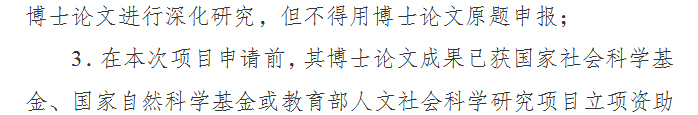 博士论文进行深化研究，但不得用博士论文原题申报；
3．在本次项目申请前，其博士论文成果已获国家社会科学基
金、国家自然科学基金或教育部人文社会科学研究项目立项资助